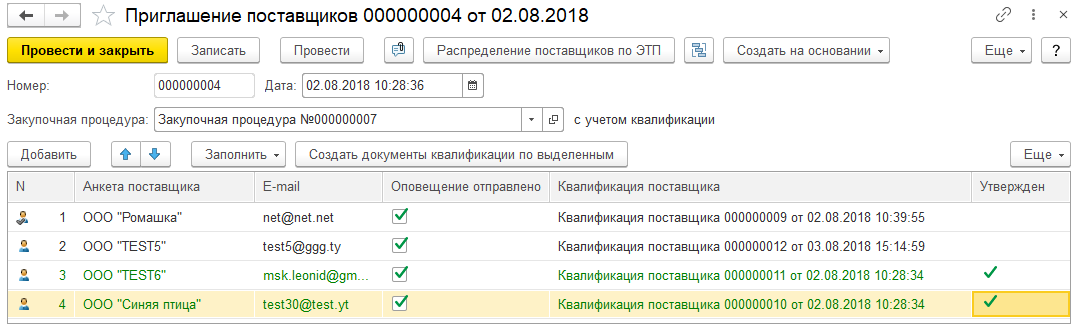 Приглашение поставщиков 000000004 от 02.08.2018
Провести и закрыть Записать Провести Распределение поставщиков по ЭТП Создать на основании Еще ?
Номер: 000000004 Дата: 02.08.2018 10:28:36
Закупочная процедура: Закупочная процедура №000000007 с учетом квалификации
Добавить Заполнить Создать документы квалификации по выделенным Еще
N Анкета поставщика E-mail Оповещение отправлено Квалификация поставщика Утвержден
1 ООО "Ромашка" net@net.net Квалификация поставщика 000000009 от 02.08.2018 10:39:55
2 ООО "TEST5" test5@ggg.ty Квалификация поставщика 000000012 от 03.08.2018 15:14:59
3 ООО "TEST6" msk.leonid@gm... Квалификация поставщика 000000011 от 02.08.2018 10:28:34
4 ООО "Синяя птица" test30@test.yt Квалификация поставщика 000000010 от 02.08.2018 10:28:34